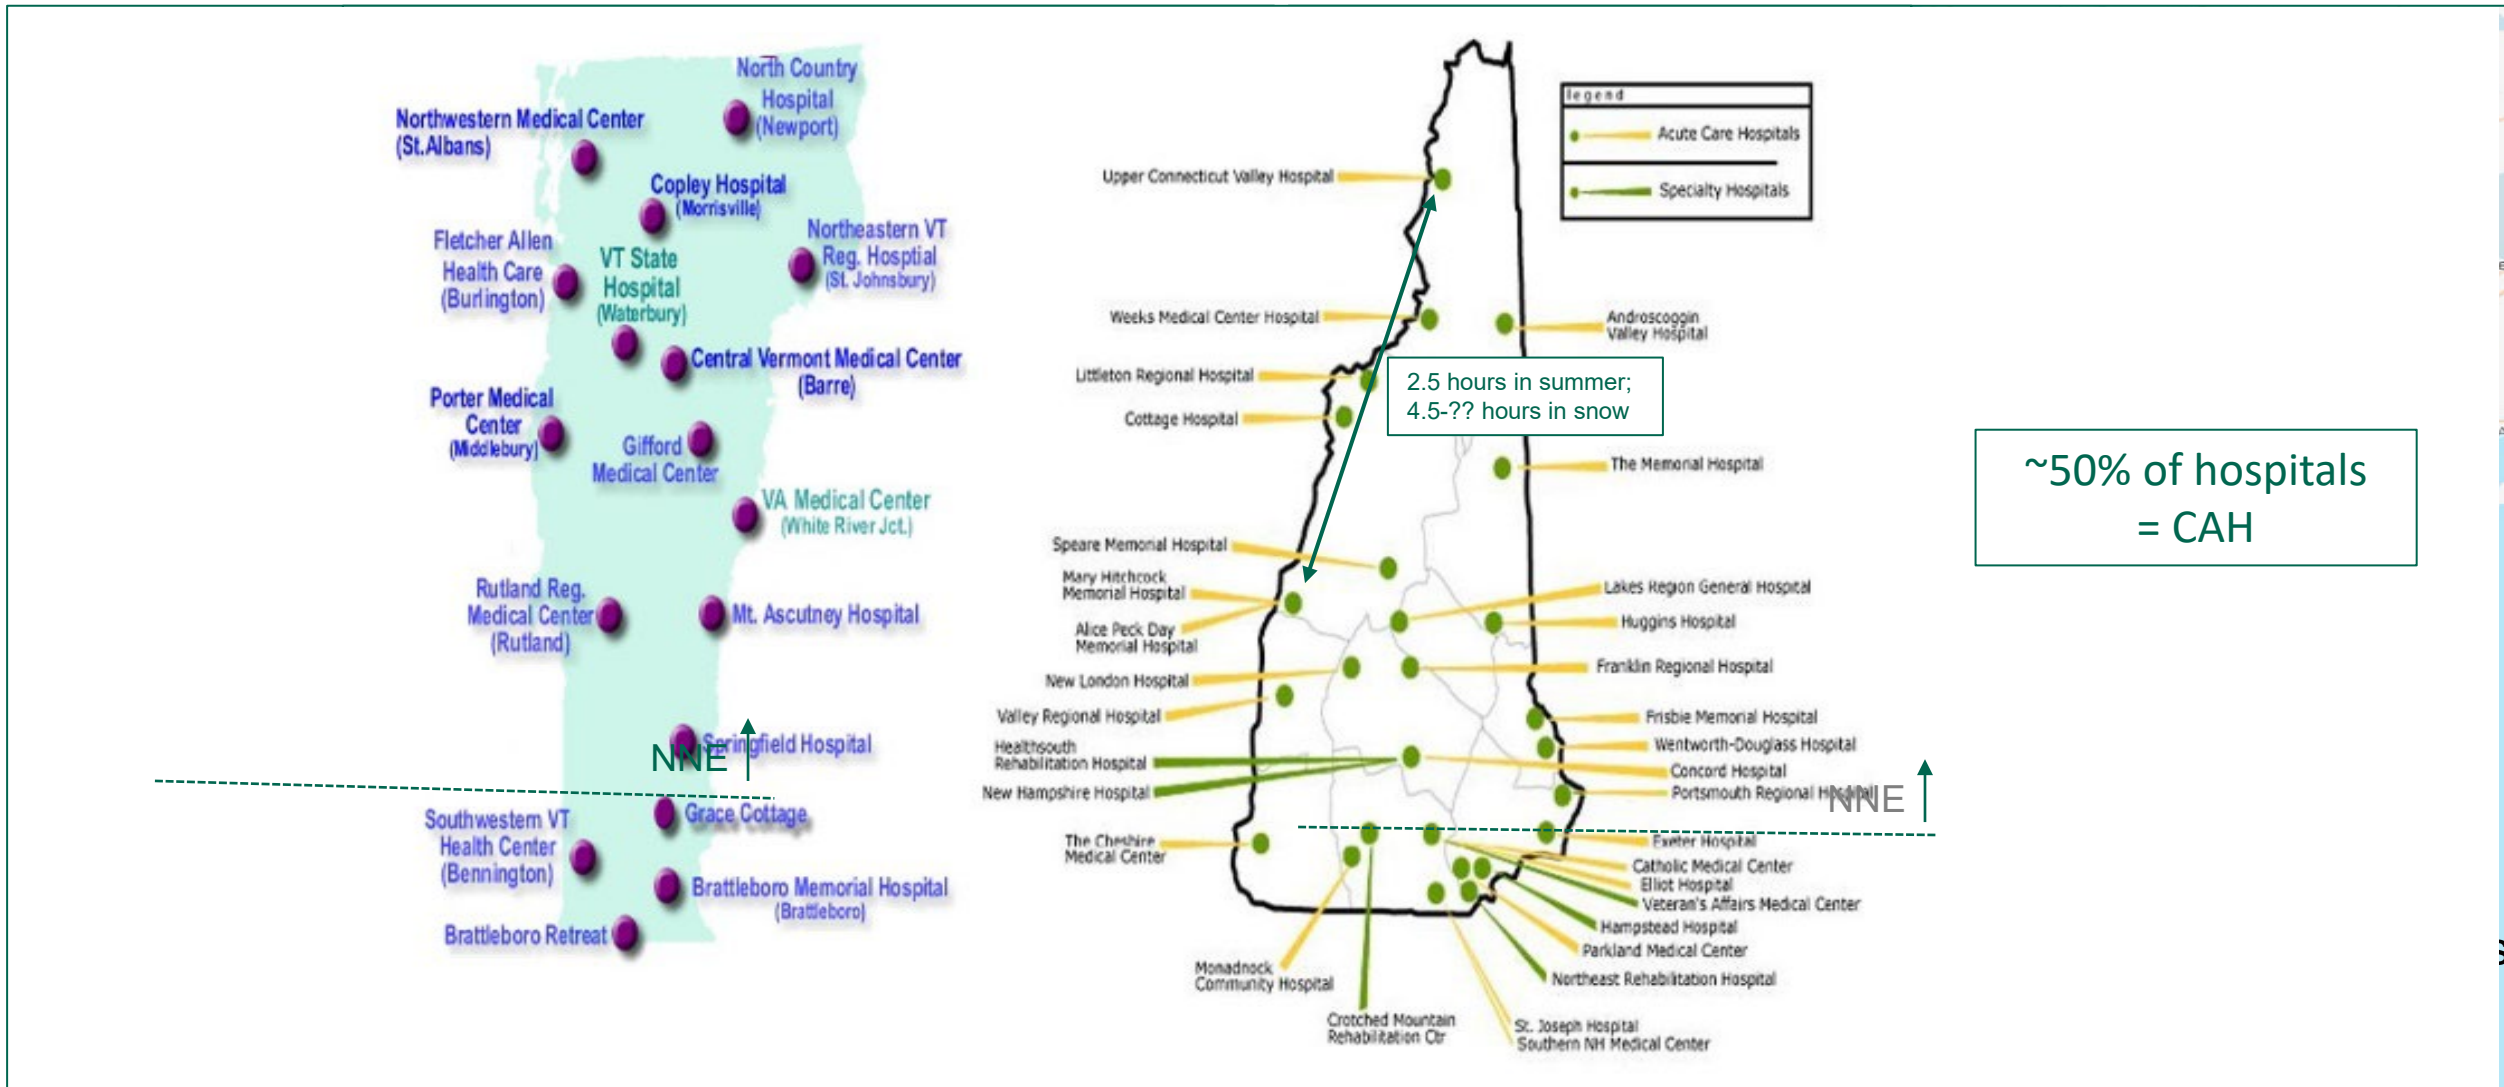 North Country
Hospital
(Newport)
Northwestern Medical Center
(St.Albans)
Copley Hospital
(Morrisville)
Fletcher Allen
Health Care
(Burlington)
VT State
Hospital
(Waterbury)
Northeastern VT
Reg. Hosptial
(St. Johnsbury)
Central Vermont Medical Center
(Barre)
Porter Medical
Center
(Middlebury)
Gifford
Medical Center
VA Medical Center
(White River Jct.)
Rutland Reg.
Medical Center
(Rutland)
Mt. Ascutney Hospital
Springfield Hospital
NNE
Grace Cottage
Southwestern VT
Health Center
(Bennington)
Brattleboro Memorial Hospital
(Brattleboro)
Brattleboro Retreat
legend
Acute Care Hospitals
Specialty Hospitals
Upper Connecticut Valley Hospital
Weeks Medical Center Hospital
Androscoggin
Valley Hospital
Littleton Regional Hospital
2.5 hours in summer;
4.5-?? hours in snow
Cottage Hospital
The Memorial Hospital
Speare Memorial Hospital
Mary Hitchcock
Memorial Hospital
Alice Peck Day
Memorial Hospital
Lakes Region General Hospital
Huggins Hospital
New London Hospital
Franklin Regional Hospital
Valley Regional Hospital
Frisbie Memorial Hospital
Healthsouth
Rehabilitation Hospital
Wentworth-Douglass Hospital
Concord Hospital
New Hampshire Hospital
Portsmouth Regional Hospital
NNE
The Cheshire
Medical Center
Exeter Hospital
Catholic Medical Center
Elliot Hospital
Veteran's Affairs Medical Center
Hampstead Hospital
Parkland Medical Center
Northeast Rehabilitation Hospital
Monadnock
Community Hospital
Crotched Mountain
Rehabilitation Ctr
St. Joseph Hospital
Southern NH Medical Center
~50% of hospitals
= CAH